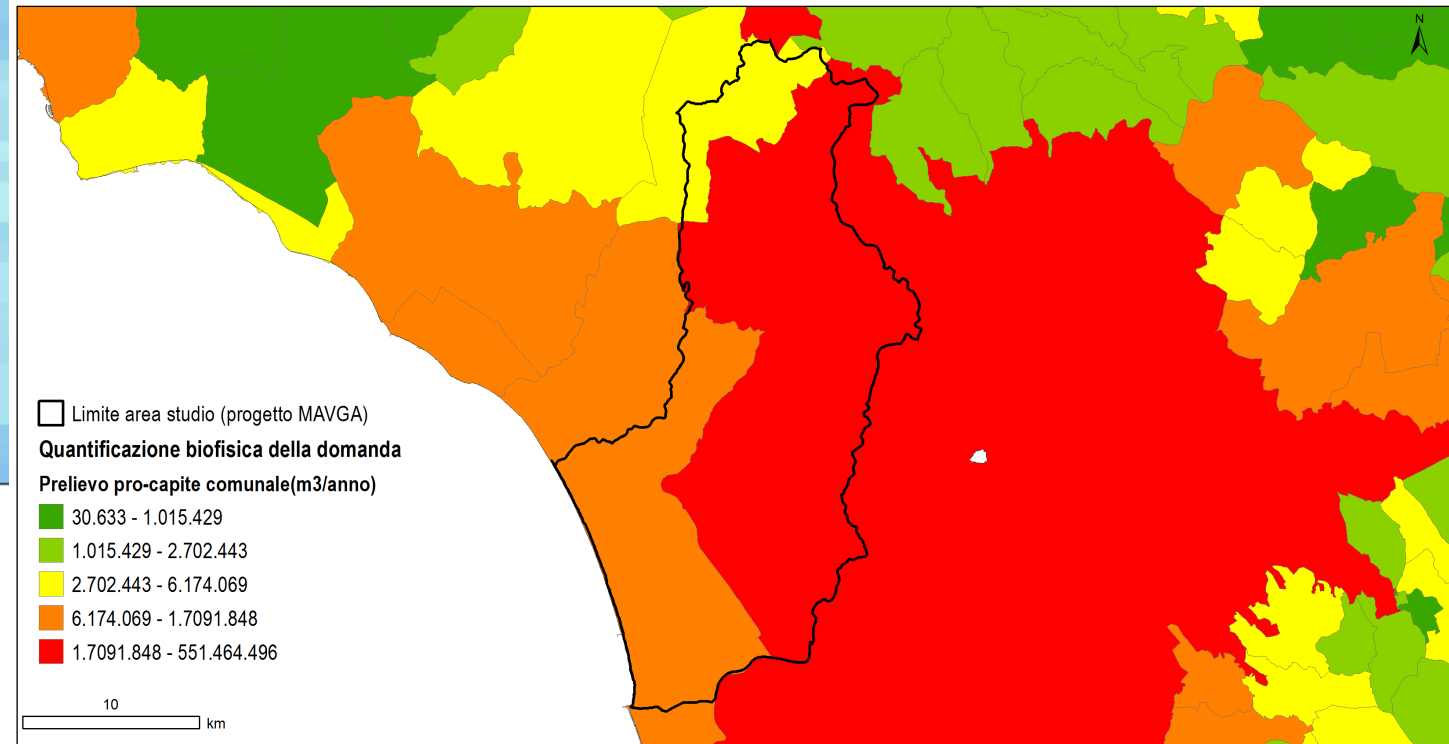 N
Limite area studio (progetto MAVGA)
Quantificazione biofisica della domanda
Prelievo pro-capite comunale(m3/anno)
30.633 - 1.015.429
1.015.429 - 2.702.443
2.702.443 - 6.174.069
6.174.069 - 1.7091.848
1.7091.848 - 551.464.496
10
km